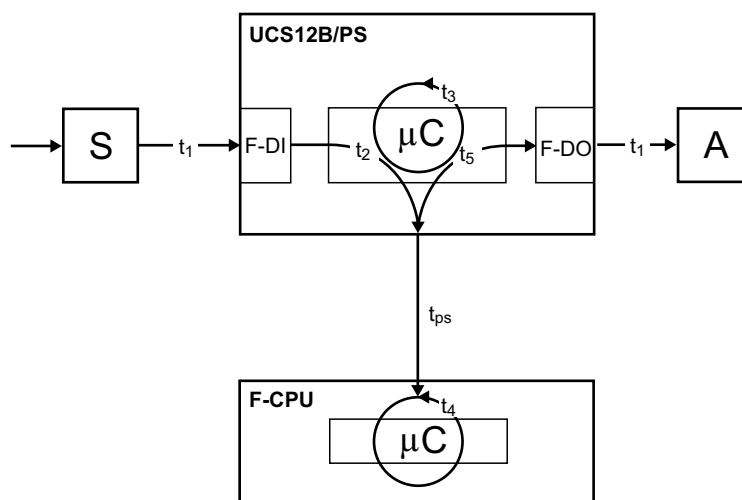 UCS12B/PS
S
t1
F-DI
t2
t3
µC
t5
F-DO
t1
A
tps
F-CPU
t4
µC